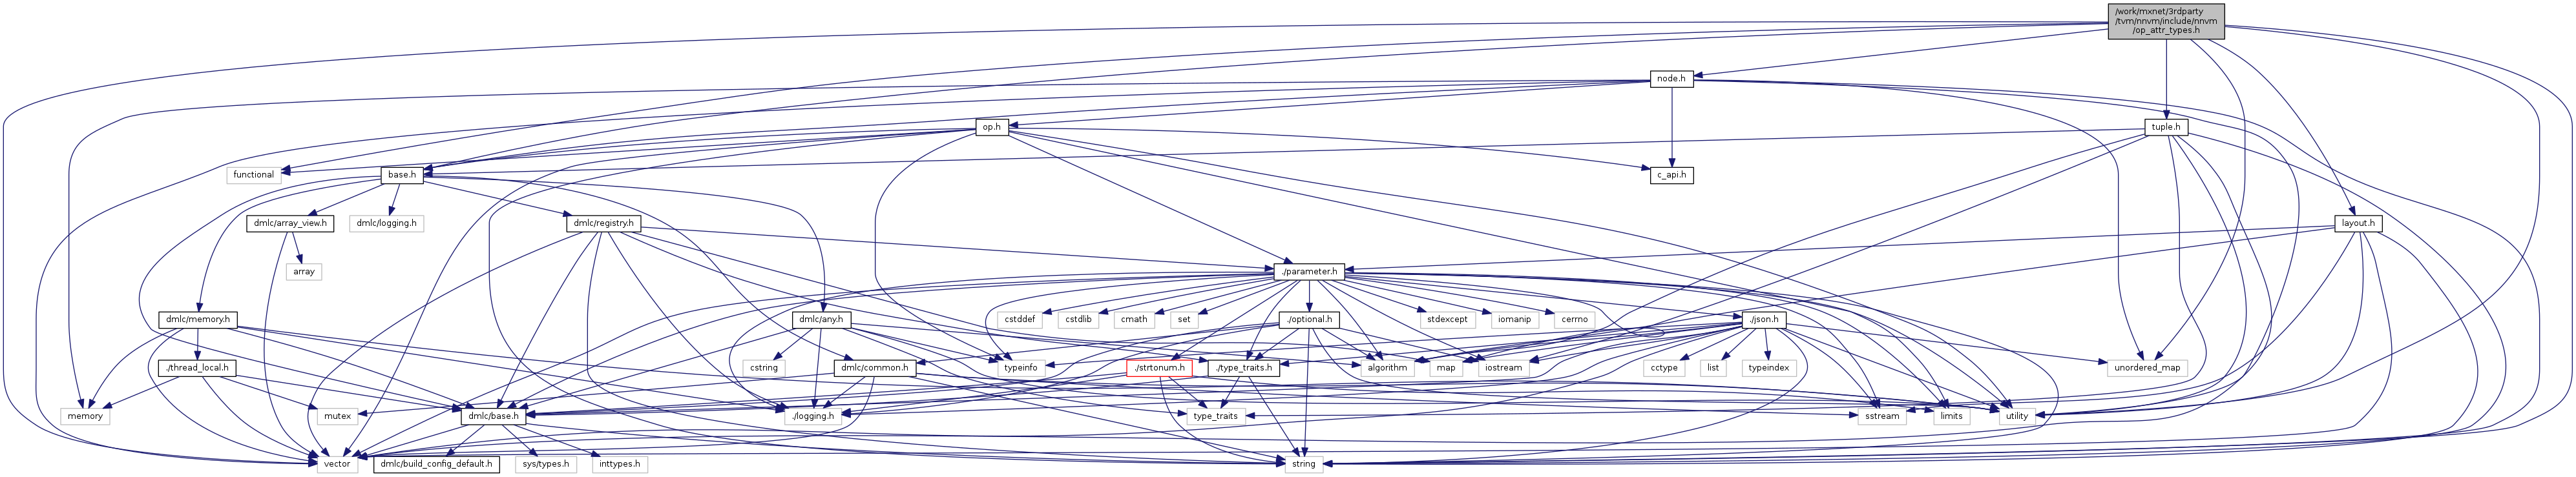 /work/mxnet/3rdparty
/tvm/nnvm/include/nnvm
/op_attr_types.h
node.h
op.h
tuple.h
functional
base.h
c_api.h
dmlc/array_view.h
dmlc/logging.h
dmlc/registry.h
layout.h
array
./parameter.h
dmlc/memory.h
cstddef
cstdlib
cmath
set
dmlc/any.h
./optional.h
stdexcept
iomanip
cerrno
./json.h
./thread_local.h
cstring
dmlc/common.h
typeinfo
./strtonum.h
./type_traits.h
algorithm
map
iostream
cctype
list
typeindex
unordered_map
memory
mutex
dmlc/base.h
./logging.h
type_traits
sstream
limits
utility
vector
dmlc/build_config_default.h
sys/types.h
inttypes.h
string